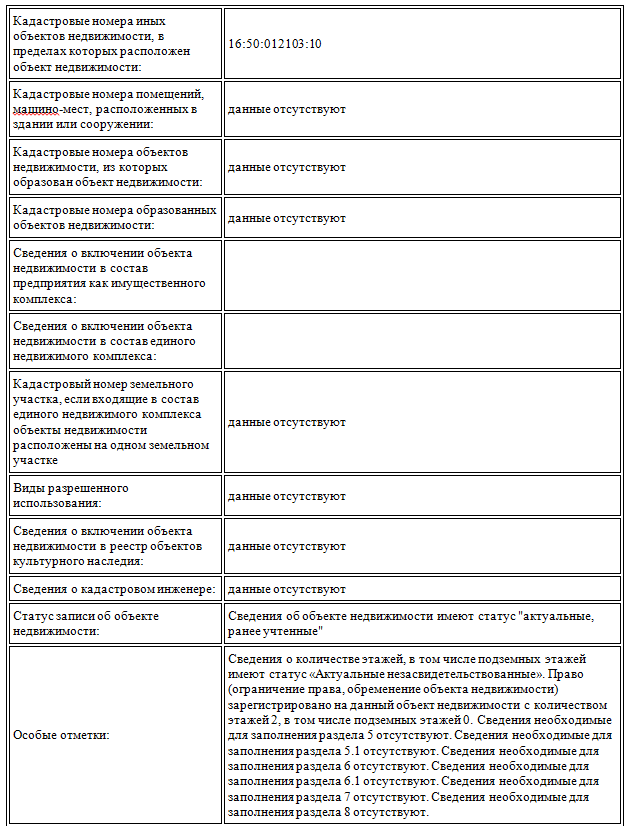 Кадастровые номера иных
объектов недвижимости, в
пределах которых расположен
объект недвижимости:
16:50:012103:10
Кадастровые номера помещений,
машино-мест, расположенных в
здании или сооружении:
данные отсутствуют
Кадастровые номера объектов
недвижимости, из которых
образован объект недвижимости:
данные отсутствуют
Кадастровые номера образованных
объектов недвижимости:
данные отсутствуют
Сведения о включении объекта
недвижимости в состав
предприятия как имущественного
комплекса:
Сведения о включении объекта
недвижимости в состав единого
недвижимого комплекса:
Кадастровый номер земельного
участка, если входящие в состав
единого недвижимого комплекса
объекты недвижимости
расположены на одном земельном
участке
данные отсутствуют
Виды разрешенного
использования:
данные отсутствуют
Сведения о включении объекта
недвижимости в реестр объектов
культурного наследия:
данные отсутствуют
Сведения о кадастровом инженере:
данные отсутствуют
Статус записи об объекте
недвижимости:
Сведения об объекте недвижимости имеют статус "актуальные,
ранее учтенные"
Особые отметки:
Сведения о количестве этажей, в том числе подземных этажей
имеют статус «Актуальные незасвидетельствованные». Право
(ограничение права, обременение объекта недвижимости)
зарегистрировано на данный объект недвижимости с количеством
этажей 2, в том числе подземных этажей 0. Сведения необходимые
для заполнения раздела 5 отсутствуют. Сведения необходимые для
заполнения раздела 5.1 отсутствуют. Сведения необходимые для
заполнения раздела 6 отсутствуют. Сведения необходимые для
заполнения раздела 6.1 отсутствуют. Сведения необходимые для
заполнения раздела 7 отсутствуют. Сведения необходимые для
заполнения раздела 8 отсутствуют.